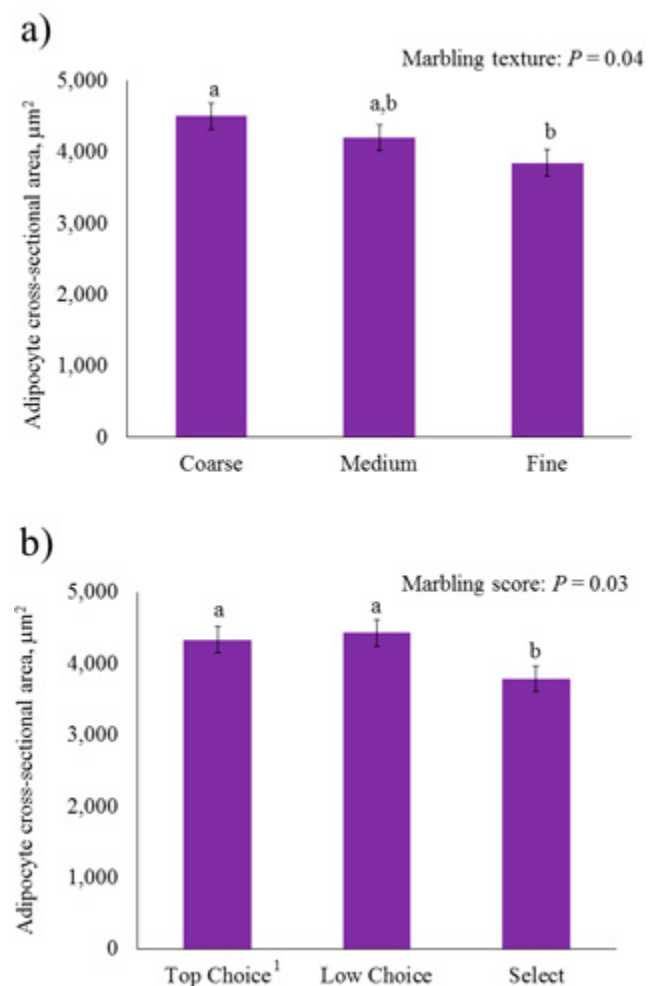 a)
Marbling texture: P = 0.04
Adipocyte cross-sectional area, µm²
5,000
4,000
3,000
2,000
1,000
0
a
a,b
b
Coarse Medium Fine
b)
Marbling score: P = 0.03
Adipocyte cross-sectional area, µm²
5,000
4,000
3,000
2,000
1,000
0
a
a
b
Top Choice¹ Low Choice Select